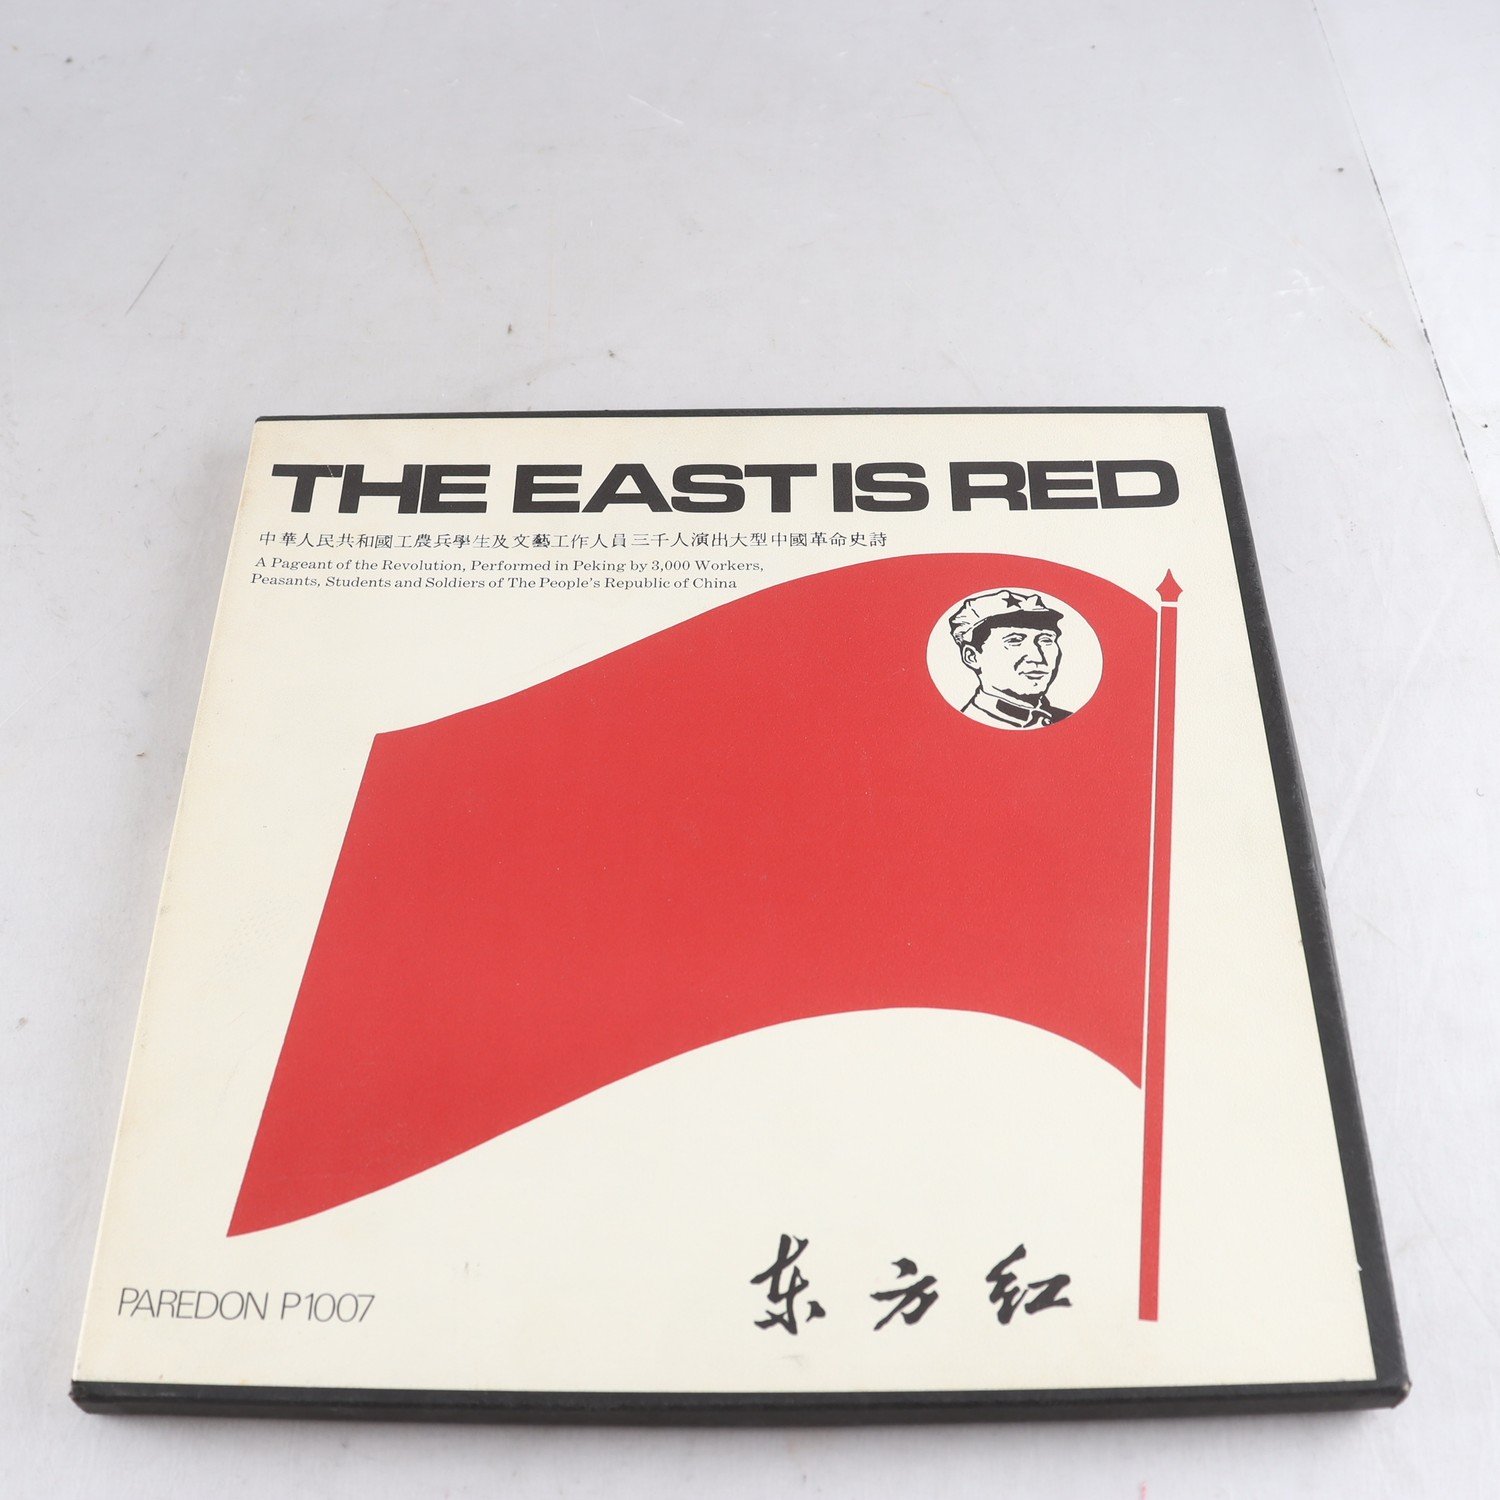 THE EAST IS RED
中華人民共和國工農兵學生及文藝工作人員三千人演出大型中國革命史詩
A Pageant of the Revolution, Performed in Peking by 3,000 Workers,
Peasants, Students and Soldiers of The People's Republic of China
东方红
PAREDON P1007